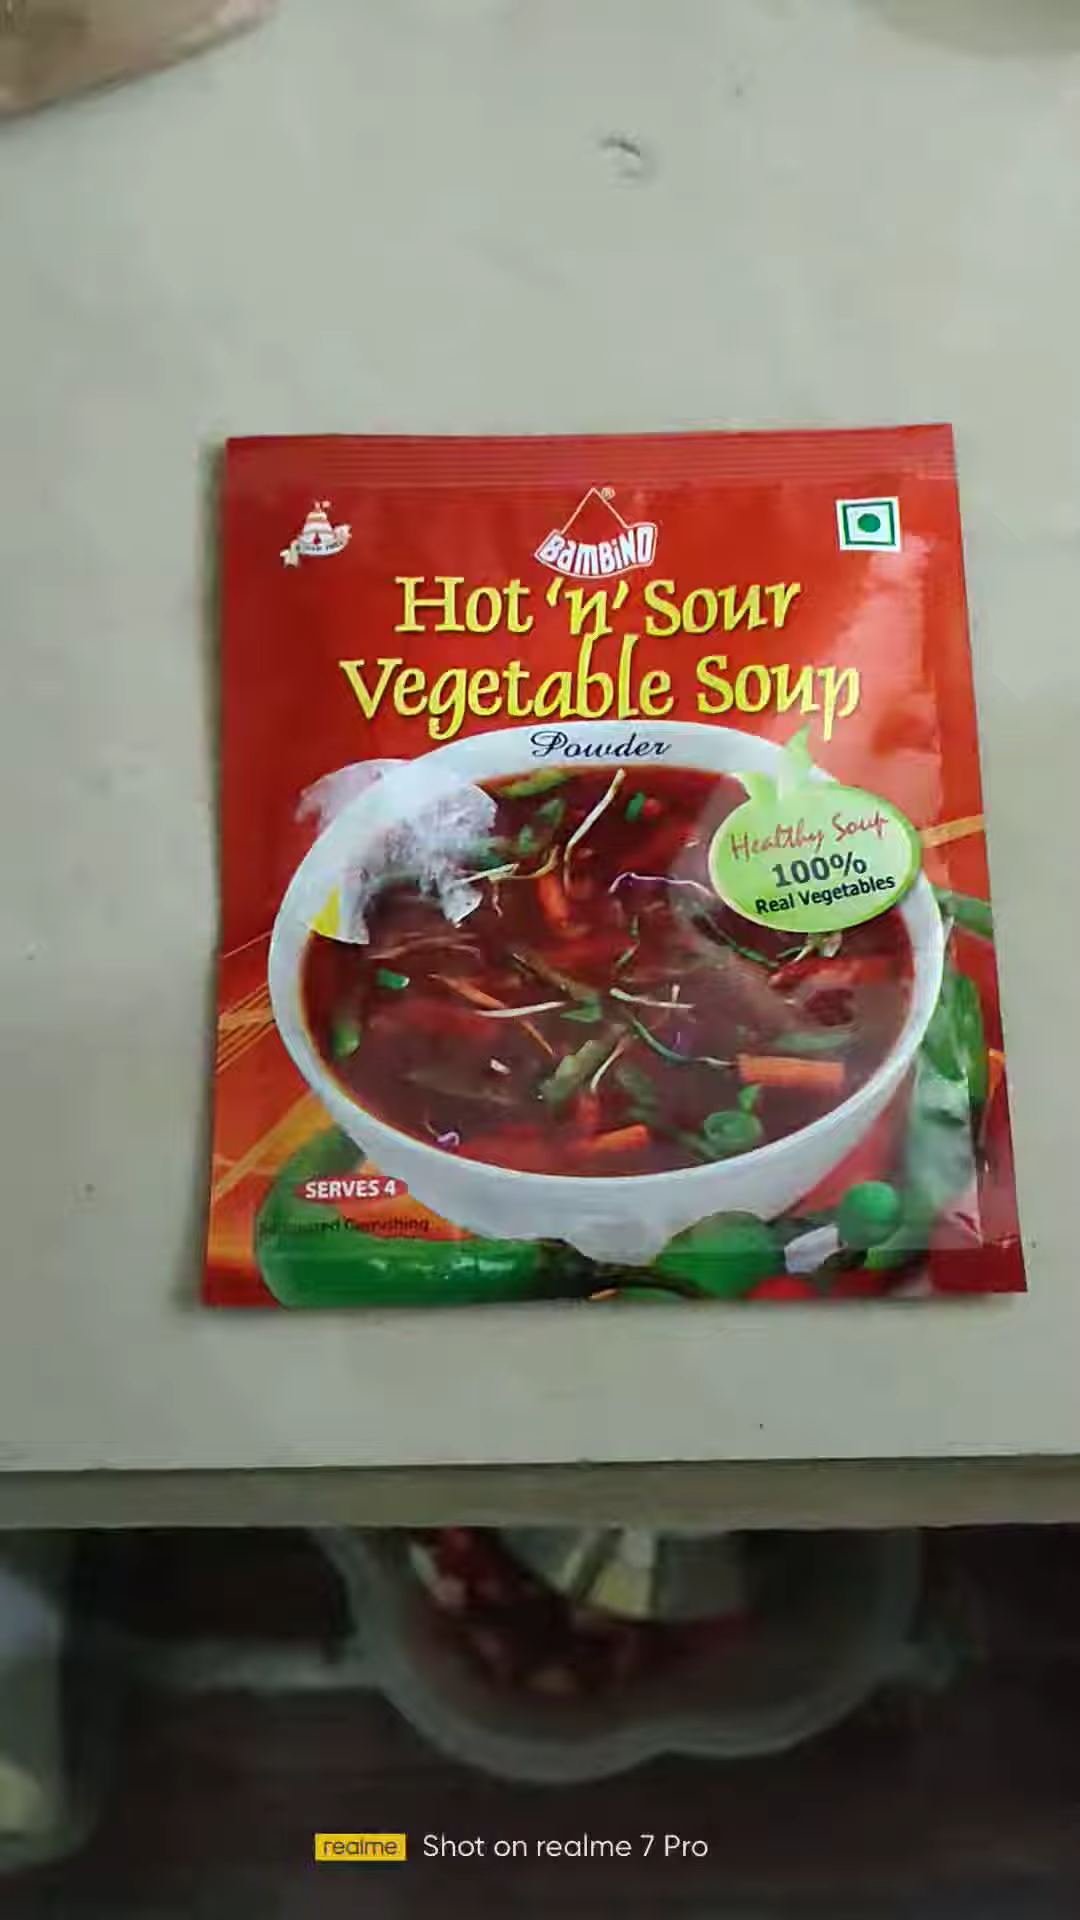 BAMBINO
®
Hot 'n' Sour
Vegetable Soup
Powder
Healthy Soup
100%
Real Vegetables
SERVES 4
realme Shot on realme 7 Pro